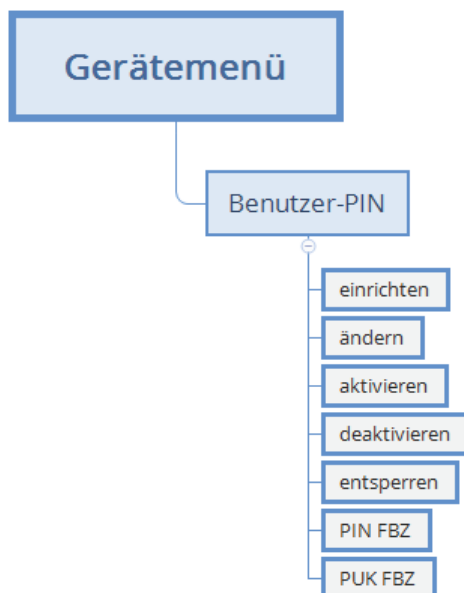 Gerätemenü
Benutzer-PIN
einrichten
ändern
aktivieren
deaktivieren
entsperren
PIN FBZ
PUK FBZ